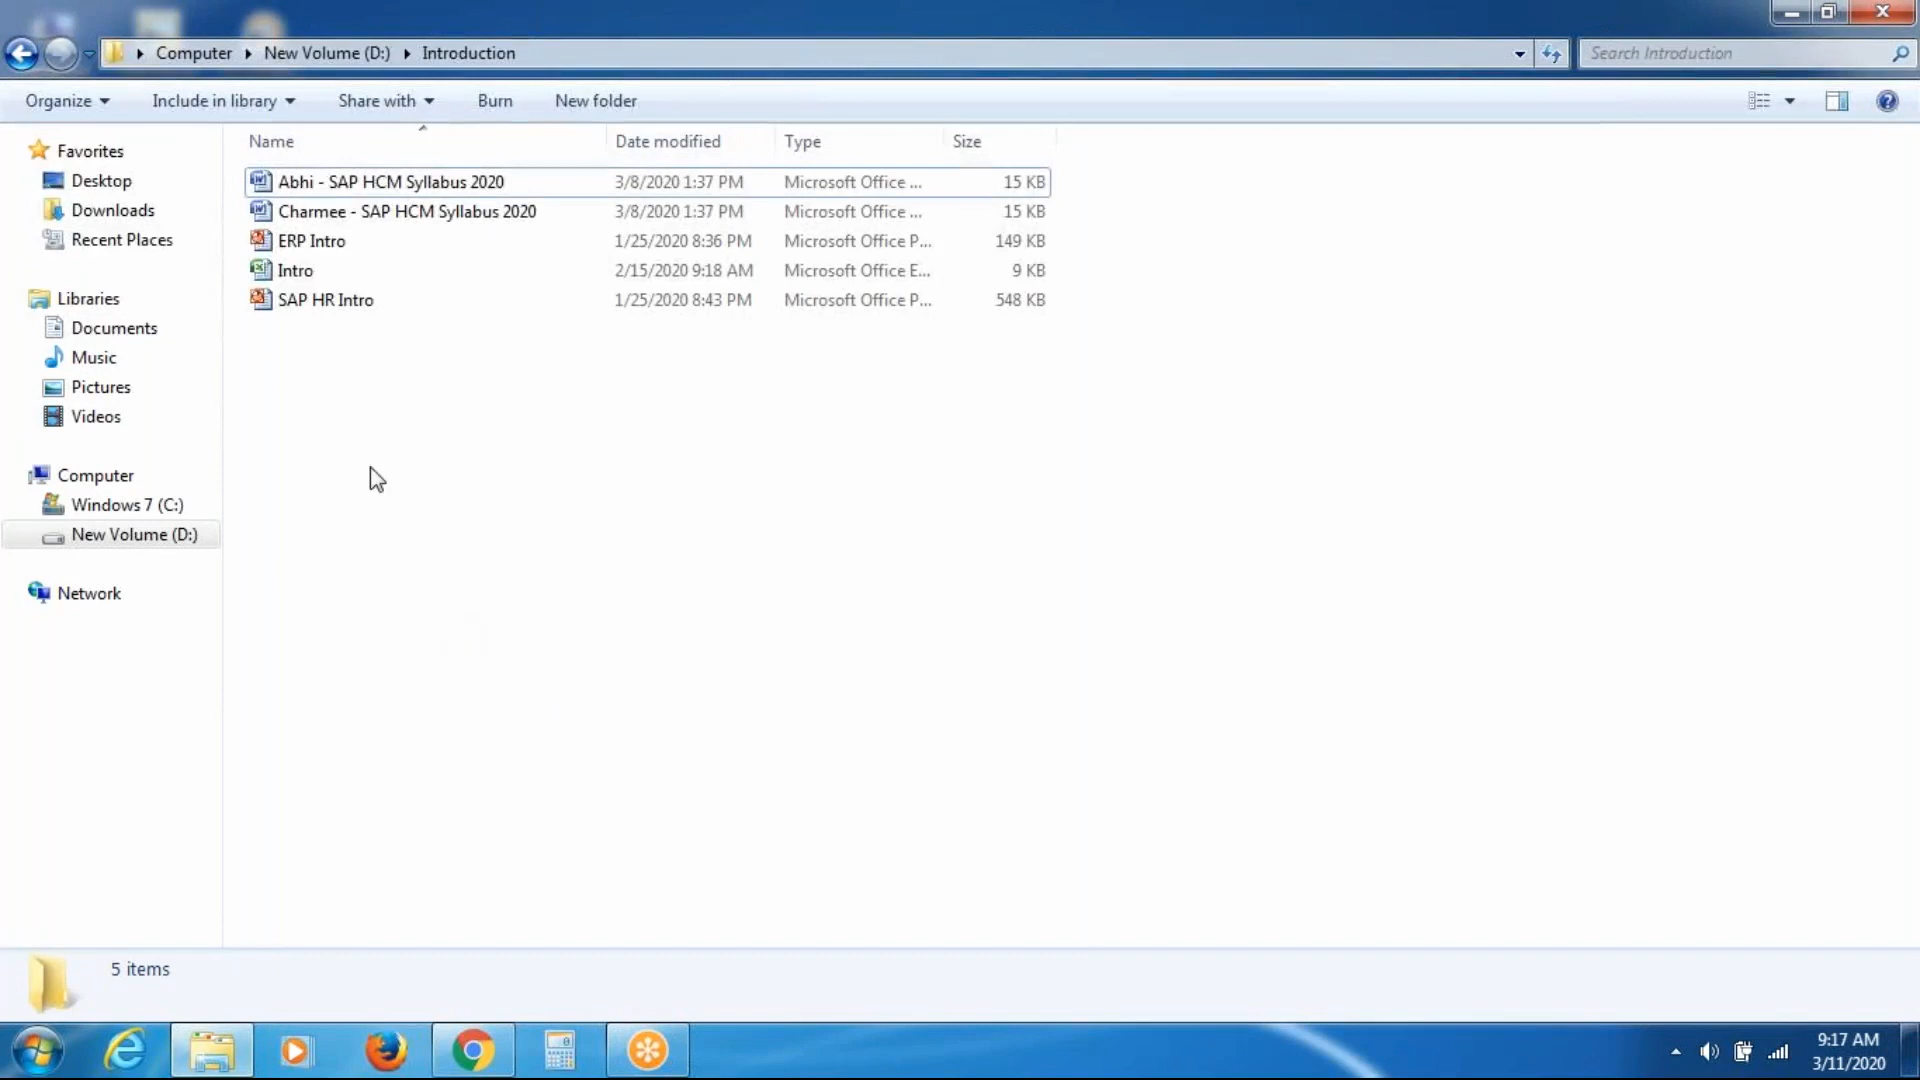 Computer New Volume (D:) Introduction Search Introduction
Organize Include in library Share with Burn New folder
Favorites
Desktop
Downloads
Recent Places
Libraries
Documents
Music
Pictures
Videos
Computer
Windows 7 (C:)
New Volume (D:)
Network
Name Date modified Type Size
Abhi - SAP HCM Syllabus 2020 3/8/2020 1:37 PM Microsoft Office ... 15 KB
Charmee - SAP HCM Syllabus 2020 3/8/2020 1:37 PM Microsoft Office ... 15 KB
ERP Intro 1/25/2020 8:36 PM Microsoft Office P... 149 KB
Intro 2/15/2020 9:18 AM Microsoft Office E... 9 KB
SAP HR Intro 1/25/2020 8:43 PM Microsoft Office P... 548 KB
5 items
9:17 AM
3/11/2020